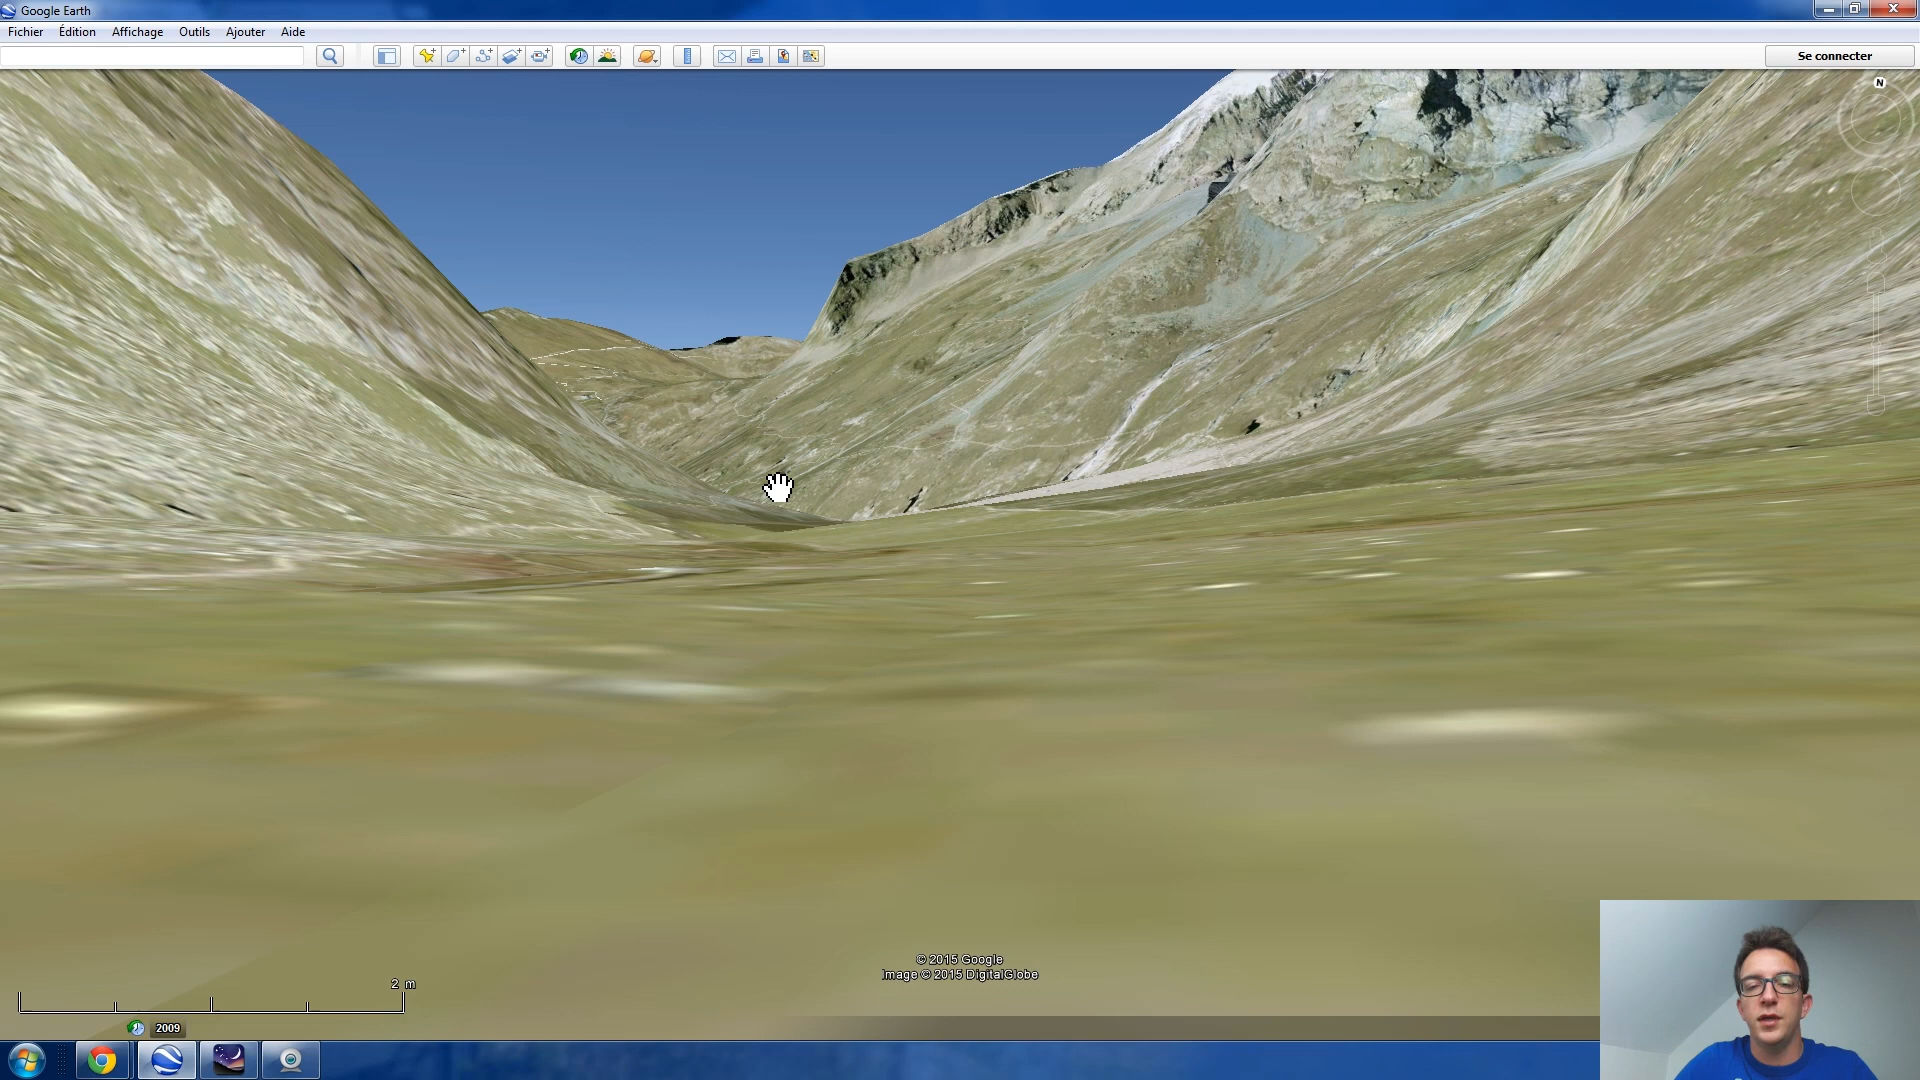 Google Earth
Fichier Édition Affichage Outils Ajouter Aide
Se connecter
N
© 2015 Google
Image © 2015 DigitalGlobe
2 m
2009